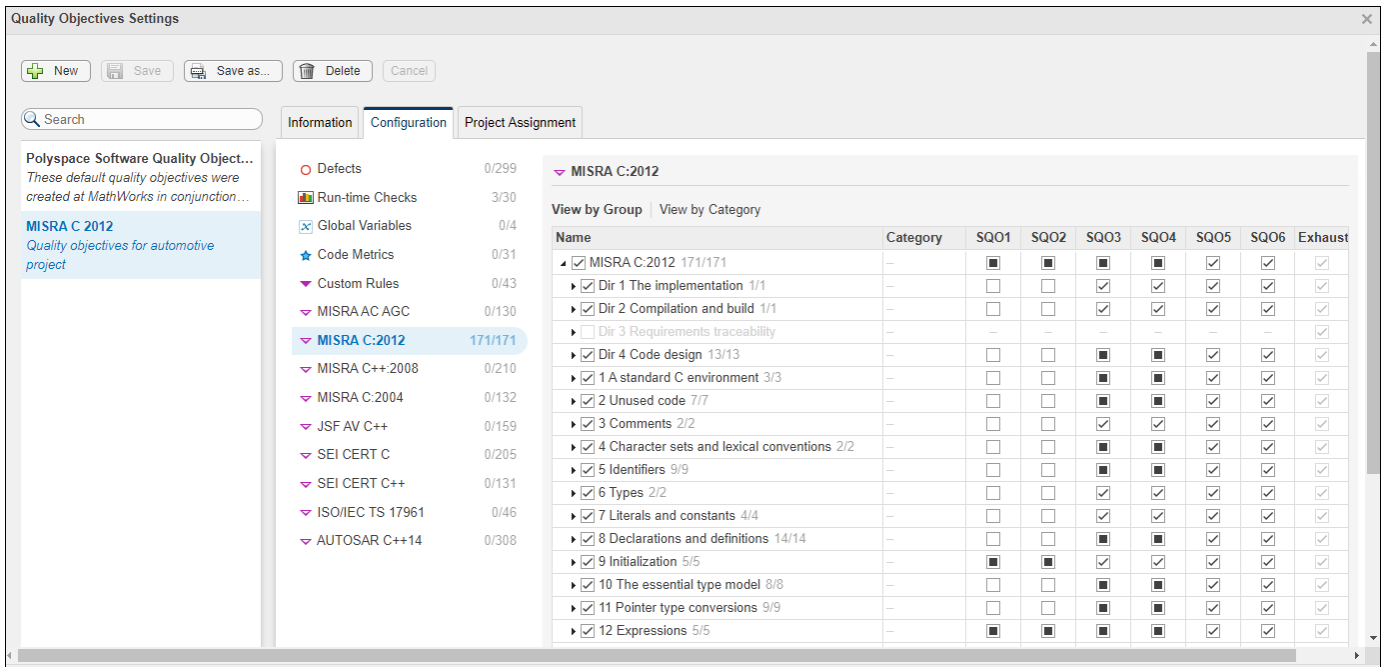 Quality Objectives Settings
New Save Save as... Delete Cancel
Search
Information Configuration Project Assignment
Polyspace Software Quality Object...
These default quality objectives were
created at MathWorks in conjunction...
MISRA C 2012
Quality objectives for automotive
project
Defects 0/299
Run-time Checks 3/30
Global Variables 0/4
Code Metrics 0/31
Custom Rules 0/43
MISRA AC AGC 0/130
MISRA C:2012 171/171
MISRA C++:2008 0/210
MISRA C:2004 0/132
JSF AV C++ 0/159
SEI CERT C 0/205
SEI CERT C++ 0/131
ISO/IEC TS 17961 0/46
AUTOSAR C++14 0/308
MISRA C:2012
View by Group View by Category
Name Category SQO1 SQO2 SQO3 SQO4 SQO5 SQO6 Exhaust
MISRA C:2012 171/171 –
Dir 1 The implementation 1/1 –
Dir 2 Compilation and build 1/1 –
Dir 3 Requirements traceability – – – – – – –
Dir 4 Code design 13/13 –
1 A standard C environment 3/3 –
2 Unused code 7/7 –
3 Comments 2/2 –
4 Character sets and lexical conventions 2/2 –
5 Identifiers 9/9 –
6 Types 2/2 –
7 Literals and constants 4/4 –
8 Declarations and definitions 14/14 –
9 Initialization 5/5 –
10 The essential type model 8/8 –
11 Pointer type conversions 9/9 –
12 Expressions 5/5 –